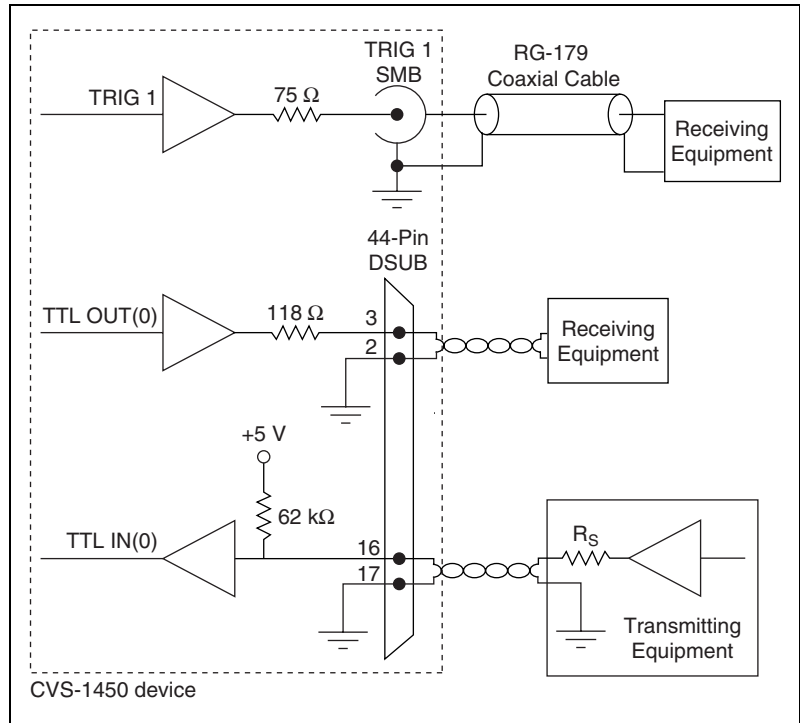 TRIG 1
75 Ω
TRIG 1
SMB
RG-179
Coaxial Cable
Receiving
Equipment
44-Pin
DSUB
TTL OUT(0)
118 Ω
3
2
Receiving
Equipment
+5 V
62 kΩ
TTL IN(0)
16
17
RS
Transmitting
Equipment
CVS-1450 device